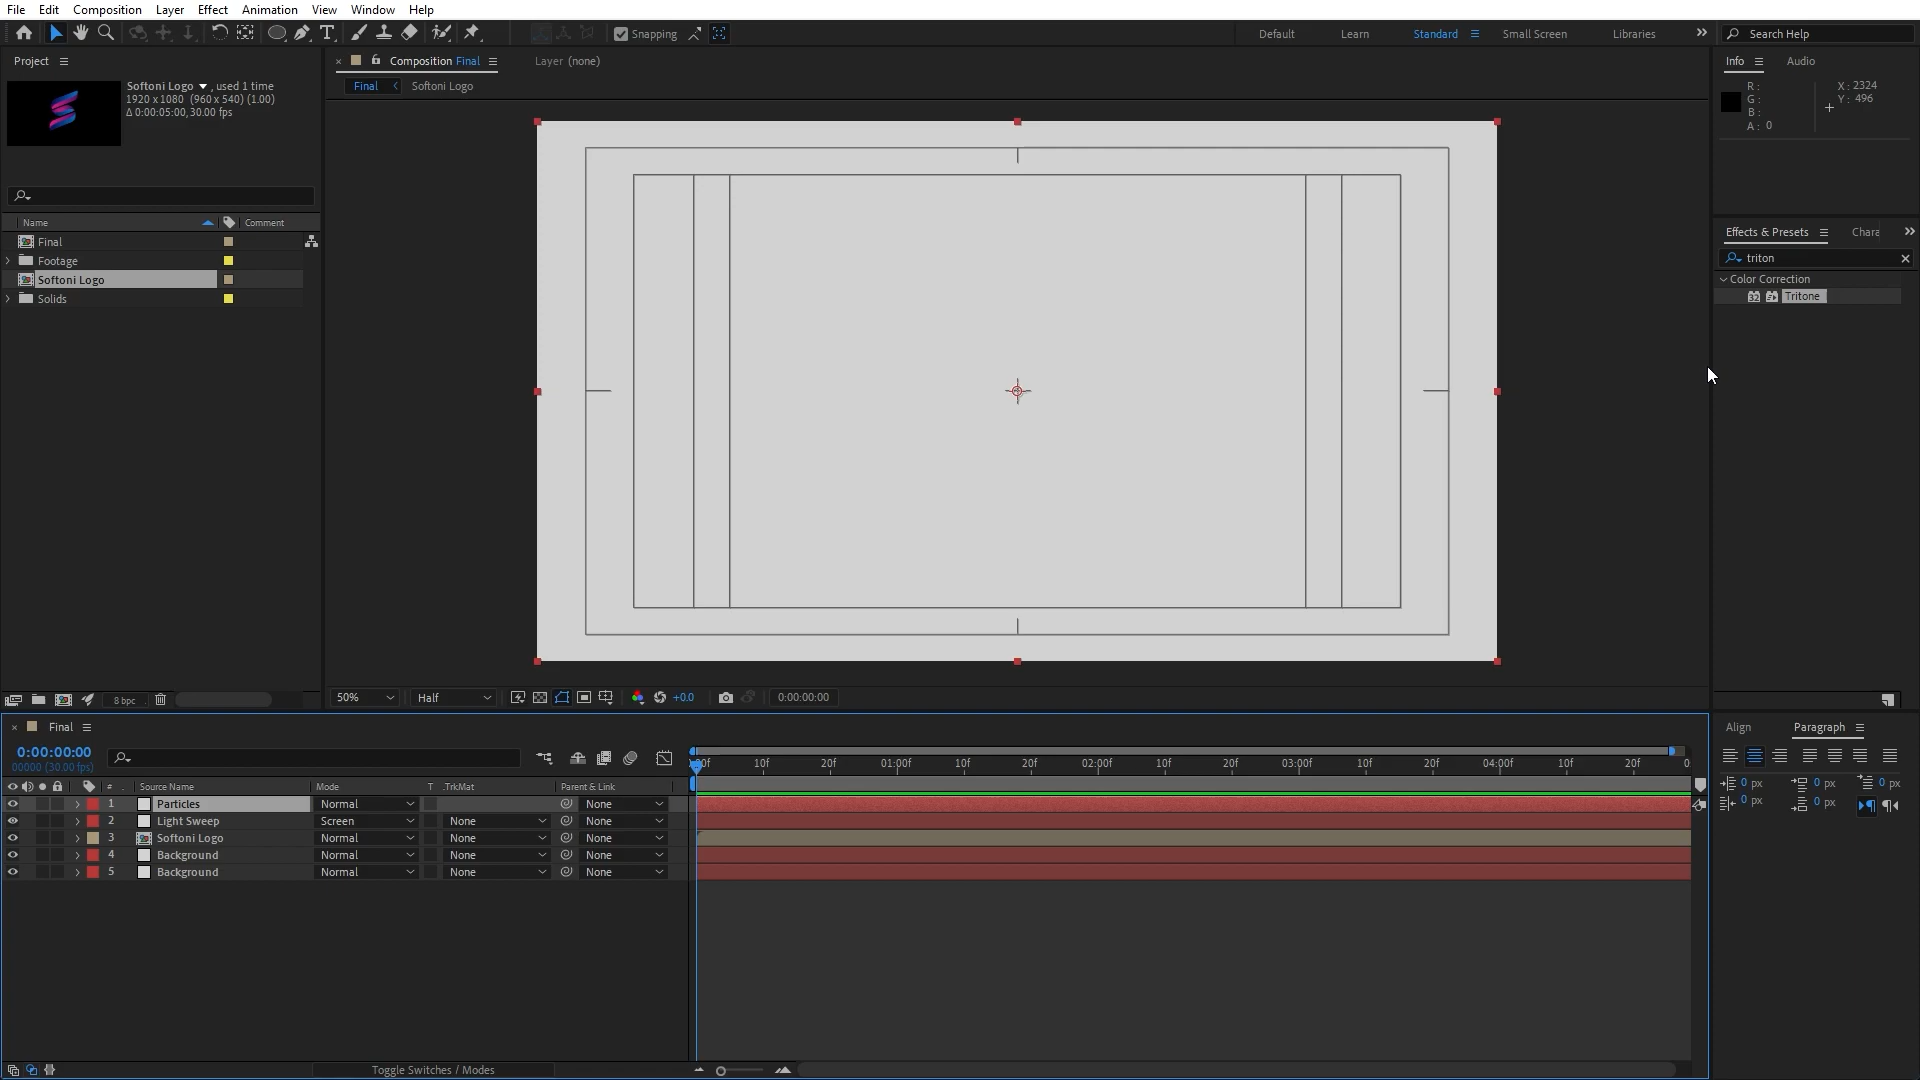 File Edit Composition Layer Effect Animation View Window Help
Snapping Default Learn Standard Small Screen Libraries Search Help
Project
Softoni Logo , used 1 time
1920 x 1080 (960 x 540) (1.00)
Δ 0:00:05:00, 30.00 fps
Name Comment
Final
Footage
Softoni Logo
Solids
8 bpc
Composition Final Layer (none)
Final Softoni Logo
50% Half +0.0 0:00:00:00
Info Audio
R :
G :
B :
A : 0
X : 2324
Y : 496
Effects & Presets Chara
triton
Color Correction
32 Tritone
Final
0:00:00:00
00000 (30.00 fps)
:00f 10f 20f 01:00f 10f 20f 02:00f 10f 20f 03:00f 10f 20f 04:00f 10f 20f 0
# Source Name Mode T .TrkMat Parent & Link
1 Particles Normal None
2 Light Sweep Screen None None
3 Softoni Logo Normal None None
4 Background Normal None None
5 Background Normal None None
Toggle Switches / Modes
Align Paragraph
0 px 0 px 0 px
0 px 0 px